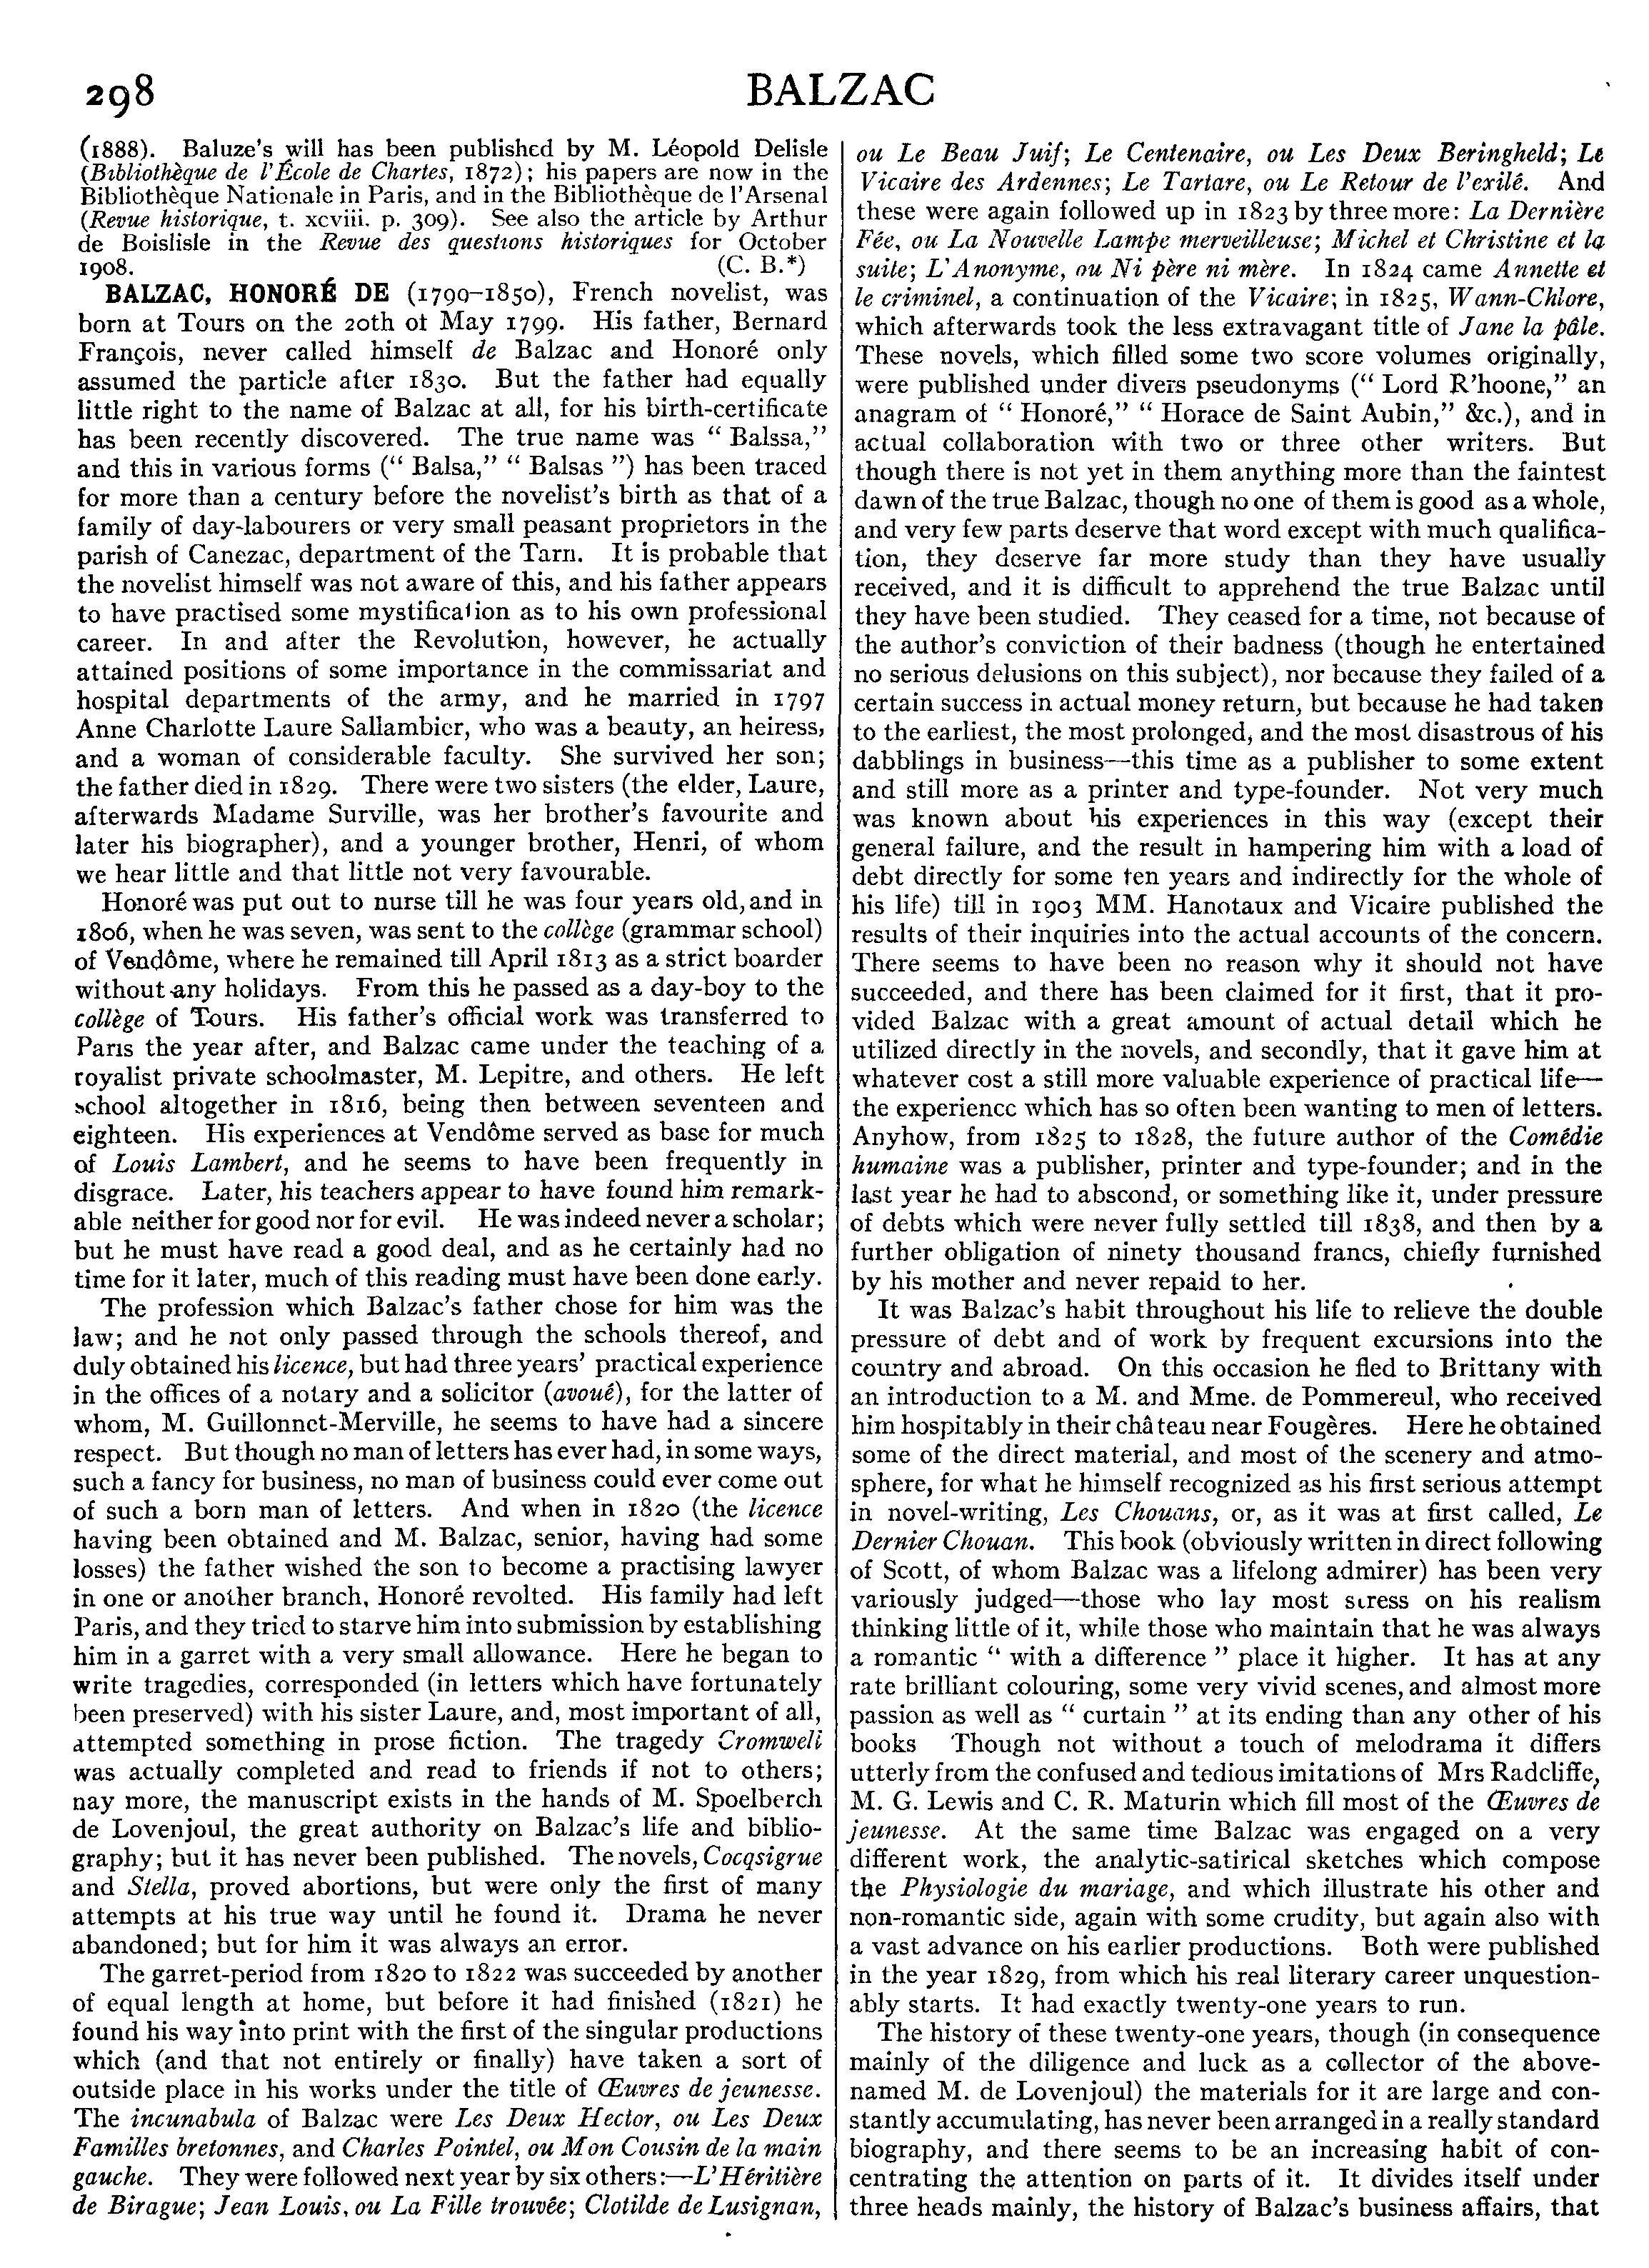 298
BALZAC
(1888). Baluze's will has been published by M. Léopold Delisle
(Bibliothèque de l'École de Chartes, 1872); his papers are now in the
Bibliothèque Nationale in Paris, and in the Bibliothèque de l'Arsenal
(Revue historique, t. xcviii. p. 309). See also the article by Arthur
de Boislisle in the Revue des questions historiques for October
1908. (C. B.*)
BALZAC, HONORÉ DE (1799–1850), French novelist, was
born at Tours on the 20th of May 1799. His father, Bernard
François, never called himself de Balzac and Honoré only
assumed the particle after 1830. But the father had equally
little right to the name of Balzac at all, for his birth-certificate
has been recently discovered. The true name was “ Balssa,”
and this in various forms (“ Balsa,” “ Balsas ”) has been traced
for more than a century before the novelist's birth as that of a
family of day-labourers or very small peasant proprietors in the
parish of Canezac, department of the Tarn. It is probable that
the novelist himself was not aware of this, and his father appears
to have practised some mystification as to his own professional
career. In and after the Revolution, however, he actually
attained positions of some importance in the commissariat and
hospital departments of the army, and he married in 1797
Anne Charlotte Laure Sallambier, who was a beauty, an heiress,
and a woman of considerable faculty. She survived her son;
the father died in 1829. There were two sisters (the elder, Laure,
afterwards Madame Surville, was her brother's favourite and
later his biographer), and a younger brother, Henri, of whom
we hear little and that little not very favourable.
Honoré was put out to nurse till he was four years old, and in
1806, when he was seven, was sent to the collège (grammar school)
of Vendôme, where he remained till April 1813 as a strict boarder
without any holidays. From this he passed as a day-boy to the
collège of Tours. His father's official work was transferred to
Paris the year after, and Balzac came under the teaching of a
royalist private schoolmaster, M. Lepitre, and others. He left
school altogether in 1816, being then between seventeen and
eighteen. His experiences at Vendôme served as base for much
of Louis Lambert, and he seems to have been frequently in
disgrace. Later, his teachers appear to have found him remark-
able neither for good nor for evil. He was indeed never a scholar;
but he must have read a good deal, and as he certainly had no
time for it later, much of this reading must have been done early.
The profession which Balzac's father chose for him was the
law; and he not only passed through the schools thereof, and
duly obtained his licence, but had three years' practical experience
in the offices of a notary and a solicitor (avoué), for the latter of
whom, M. Guillonnet-Merville, he seems to have had a sincere
respect. But though no man of letters has ever had, in some ways,
such a fancy for business, no man of business could ever come out
of such a born man of letters. And when in 1820 (the licence
having been obtained and M. Balzac, senior, having had some
losses) the father wished the son to become a practising lawyer
in one or another branch, Honoré revolted. His family had left
Paris, and they tried to starve him into submission by establishing
him in a garret with a very small allowance. Here he began to
write tragedies, corresponded (in letters which have fortunately
been preserved) with his sister Laure, and, most important of all,
attempted something in prose fiction. The tragedy Cromwell
was actually completed and read to friends if not to others;
nay more, the manuscript exists in the hands of M. Spoelberch
de Lovenjoul, the great authority on Balzac's life and biblio-
graphy; but it has never been published. The novels, Cocqsigrue
and Stella, proved abortions, but were only the first of many
attempts at his true way until he found it. Drama he never
abandoned; but for him it was always an error.
The garret-period from 1820 to 1822 was succeeded by another
of equal length at home, but before it had finished (1821) he
found his way into print with the first of the singular productions
which (and that not entirely or finally) have taken a sort of
outside place in his works under the title of Œuvres de jeunesse.
The incunabula of Balzac were Les Deux Hector, ou Les Deux
Familles bretonnes, and Charles Pointel, ou Mon Cousin de la main
gauche. They were followed next year by six others:—L'Héritière
de Birague; Jean Louis, ou La Fille trouvée; Clotilde de Lusignan,
ou Le Beau Juif; Le Centenaire, ou Les Deux Beringheld; Le
Vicaire des Ardennes; Le Tartare, ou Le Retour de l'exilé. And
these were again followed up in 1823 by three more: La Dernière
Fée, ou La Nouvelle Lampe merveilleuse; Michel et Christine et la
suite; L'Anonyme, ou Ni père ni mère. In 1824 came Annette et
le criminel, a continuation of the Vicaire; in 1825, Wann-Chlore,
which afterwards took the less extravagant title of Jane la pâle.
These novels, which filled some two score volumes originally,
were published under divers pseudonyms (“ Lord R'hoone,” an
anagram of “ Honoré,” “ Horace de Saint Aubin,” &c.), and in
actual collaboration with two or three other writers. But
though there is not yet in them anything more than the faintest
dawn of the true Balzac, though no one of them is good as a whole,
and very few parts deserve that word except with much qualifica-
tion, they deserve far more study than they have usually
received, and it is difficult to apprehend the true Balzac until
they have been studied. They ceased for a time, not because of
the author's conviction of their badness (though he entertained
no serious delusions on this subject), nor because they failed of a
certain success in actual money return, but because he had taken
to the earliest, the most prolonged, and the most disastrous of his
dabblings in business—this time as a publisher to some extent
and still more as a printer and type-founder. Not very much
was known about his experiences in this way (except their
general failure, and the result in hampering him with a load of
debt directly for some ten years and indirectly for the whole of
his life) till in 1903 MM. Hanotaux and Vicaire published the
results of their inquiries into the actual accounts of the concern.
There seems to have been no reason why it should not have
succeeded, and there has been claimed for it first, that it pro-
vided Balzac with a great amount of actual detail which he
utilized directly in the novels, and secondly, that it gave him at
whatever cost a still more valuable experience of practical life—
the experience which has so often been wanting to men of letters.
Anyhow, from 1825 to 1828, the future author of the Comédie
humaine was a publisher, printer and type-founder; and in the
last year he had to abscond, or something like it, under pressure
of debts which were never fully settled till 1838, and then by a
further obligation of ninety thousand francs, chiefly furnished
by his mother and never repaid to her.
It was Balzac's habit throughout his life to relieve the double
pressure of debt and of work by frequent excursions into the
country and abroad. On this occasion he fled to Brittany with
an introduction to a M. and Mme. de Pommereul, who received
him hospitably in their château near Fougères. Here he obtained
some of the direct material, and most of the scenery and atmo-
sphere, for what he himself recognized as his first serious attempt
in novel-writing, Les Chouans, or, as it was at first called, Le
Dernier Chouan. This book (obviously written in direct following
of Scott, of whom Balzac was a lifelong admirer) has been very
variously judged—those who lay most stress on his realism
thinking little of it, while those who maintain that he was always
a romantic “ with a difference ” place it higher. It has at any
rate brilliant colouring, some very vivid scenes, and almost more
passion as well as “ curtain ” at its ending than any other of his
books Though not without a touch of melodrama it differs
utterly from the confused and tedious imitations of Mrs Radcliffe,
M. G. Lewis and C. R. Maturin which fill most of the Œuvres de
jeunesse. At the same time Balzac was engaged on a very
different work, the analytic-satirical sketches which compose
the Physiologie du mariage, and which illustrate his other and
non-romantic side, again with some crudity, but again also with
a vast advance on his earlier productions. Both were published
in the year 1829, from which his real literary career unquestion-
ably starts. It had exactly twenty-one years to run.
The history of these twenty-one years, though (in consequence
mainly of the diligence and luck as a collector of the above-
named M. de Lovenjoul) the materials for it are large and con-
stantly accumulating, has never been arranged in a really standard
biography, and there seems to be an increasing habit of con-
centrating the attention on parts of it. It divides itself under
three heads mainly, the history of Balzac's business affairs, that